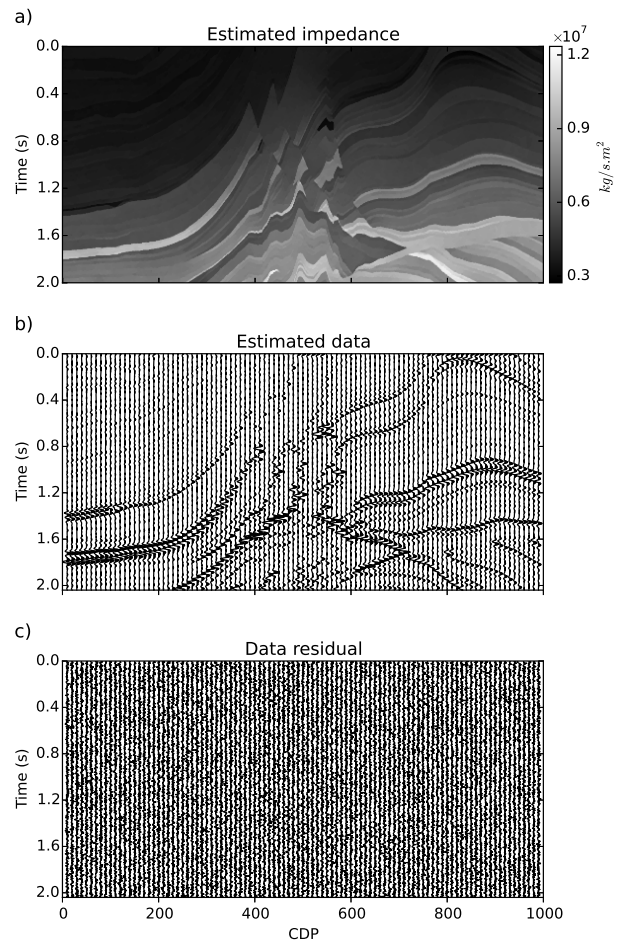 a)
Estimated impedance
×10⁷
0.0
0.4
0.8
1.2
1.6
2.0
Time (s)
1.2
0.9
0.6
0.3
kg/s.m²
b)
Estimated data
0.0
0.4
0.8
1.2
1.6
2.0
Time (s)
c)
Data residual
0.0
0.4
0.8
1.2
1.6
2.0
Time (s)
0 200 400 600 800 1000
CDP